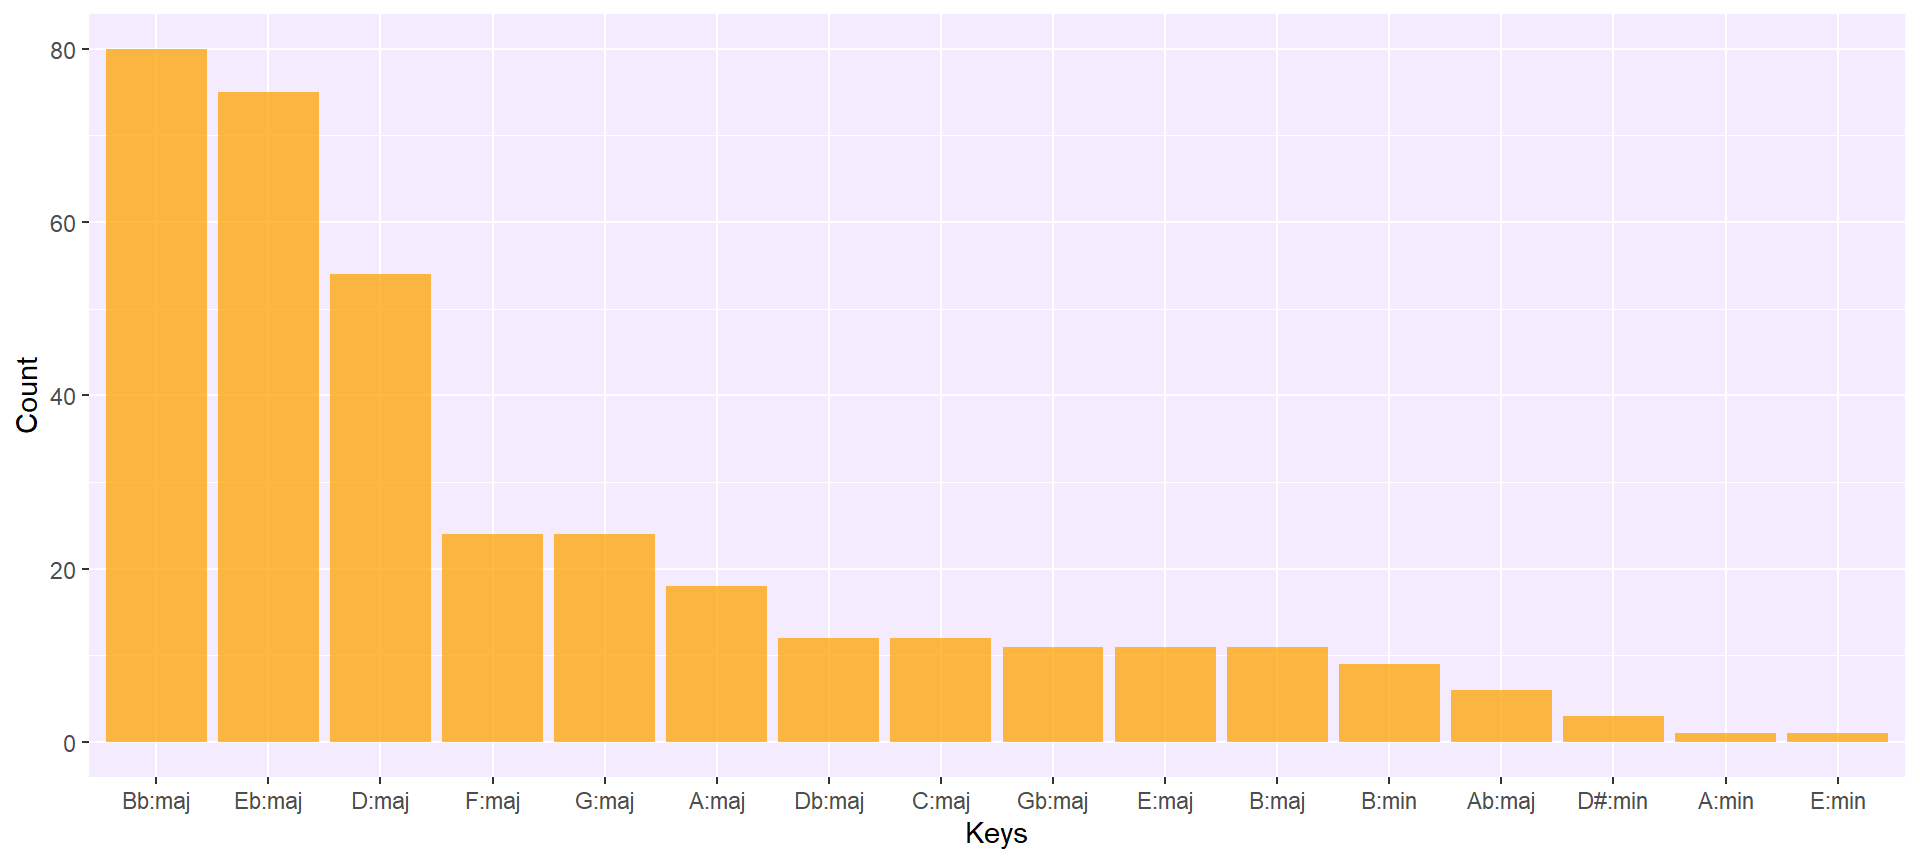 80
60
40
20
0
Count
Bb:maj Eb:maj D:maj F:maj G:maj A:maj Db:maj C:maj Gb:maj E:maj B:maj B:min Ab:maj D#:min A:min E:min
Keys